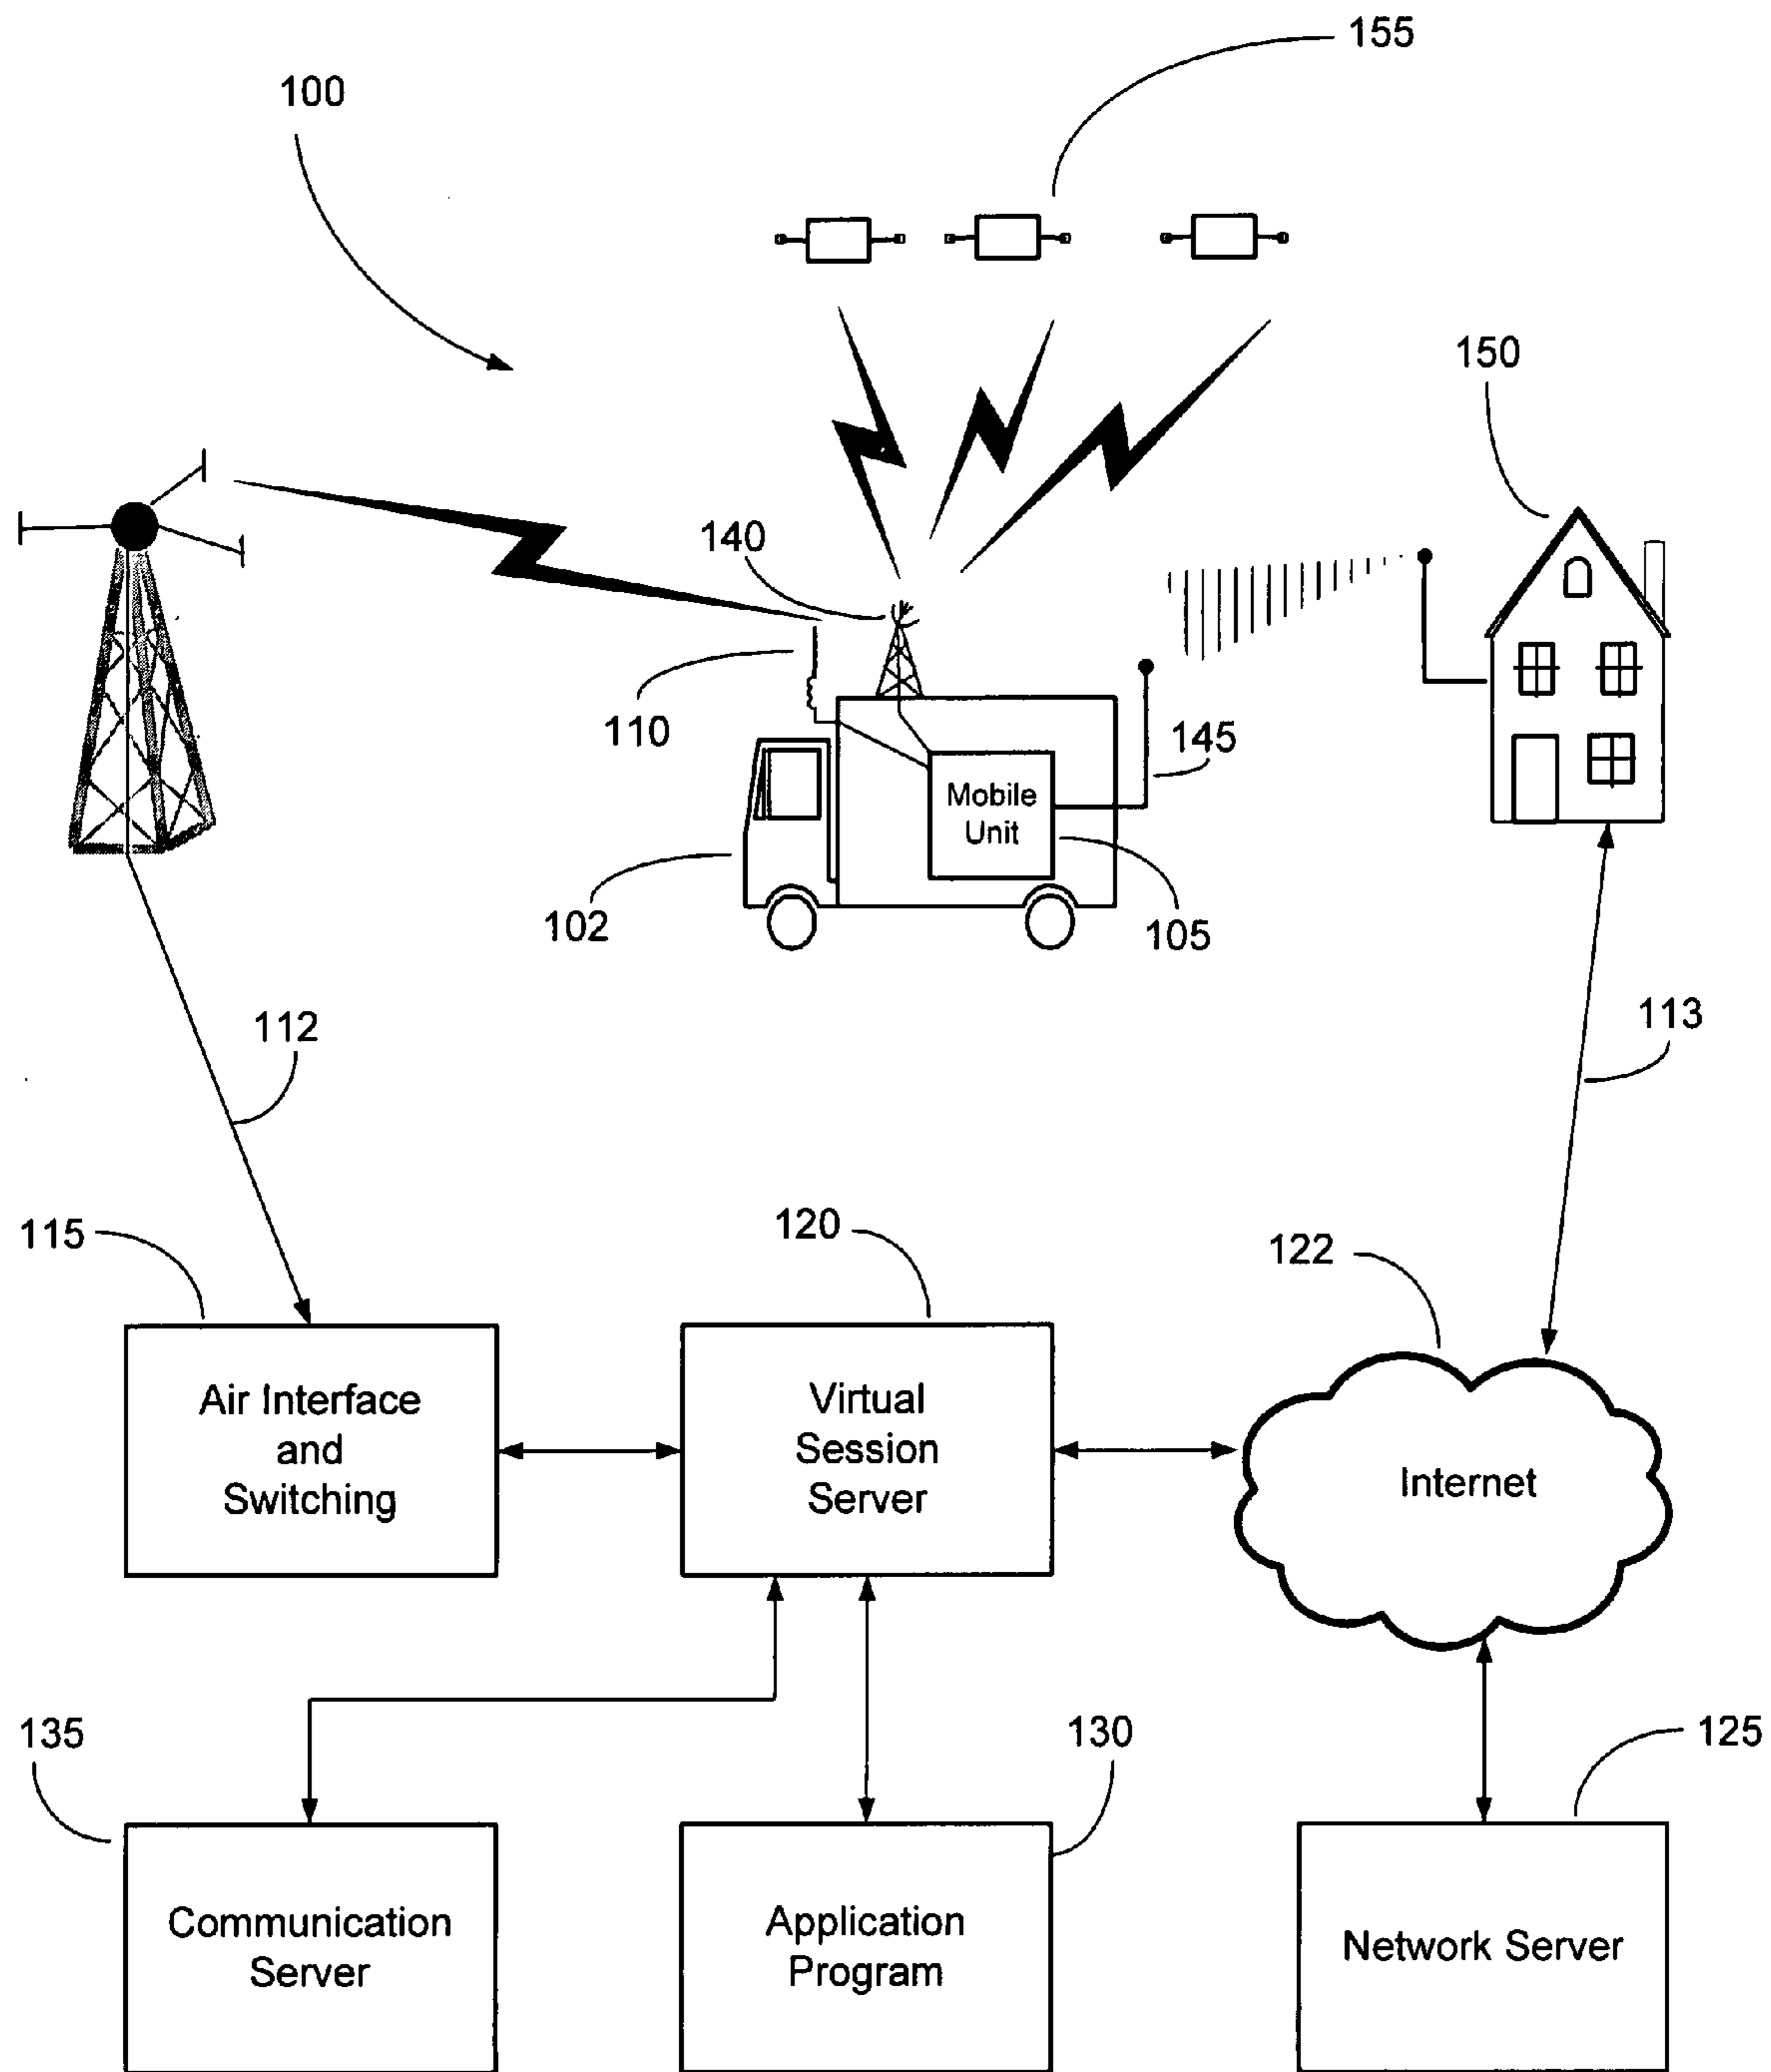 155
100
150
140
110
145
Mobile
Unit
102
105
112
113
115
120
122
Air Interface
and
Switching
Virtual
Session
Server
Internet
135
130
125
Communication
Server
Application
Program
Network Server